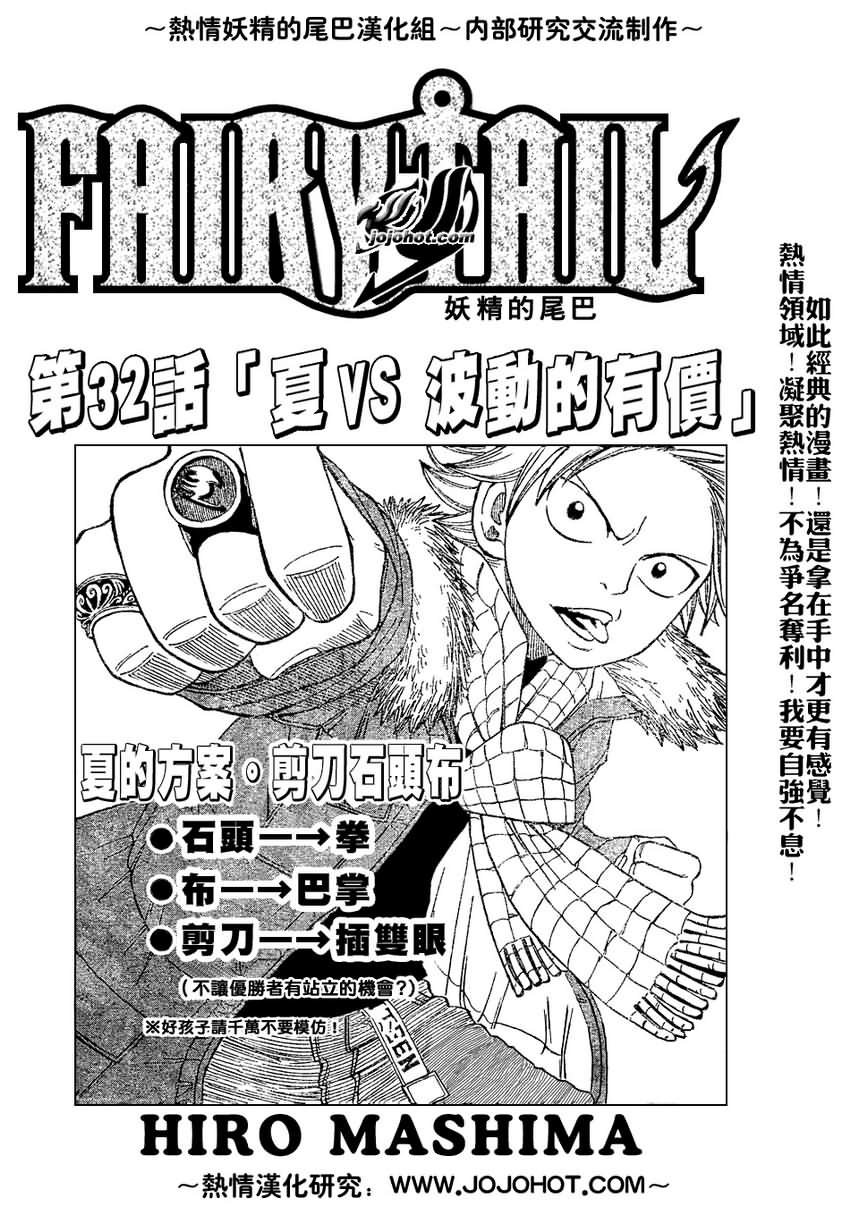 ～熱情妖精的尾巴漢化組～内部研究交流制作～
FAIRY TAIL
jojohot.com
妖精的尾巴
第32話「夏VS 波動的有價」
如此經典的漫畫！還是拿在手中才更有感覺！
熱情領域！凝聚熱情！不為爭名奪利！我要自強不息！
夏的方案。剪刀石頭布
●石頭─→拳
●布─→巴掌
●剪刀─→插雙眼
（不讓優勝者有站立的機會？）
※好孩子請千萬不要模仿！
HIRO MASHIMA
～熱情漢化研究：WWW.JOJOHOT.COM～